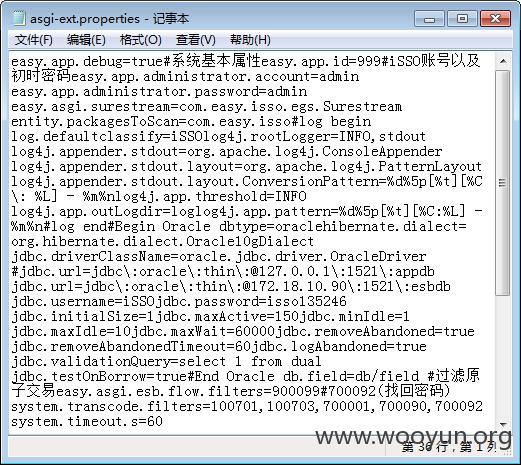 asgi-ext.properties - 记事本
文件(F) 编辑(E) 格式(O) 查看(V) 帮助(H)
easy.app.debug=true#系统基本属性easy.app.id=999#iSSO账号以及
初时密码easy.app.administrator.account=admin
easy.app.administrator.password=admin
easy.asgi.surestream=com.easy.isso.egs.Surestream
entity.packagesToScan=com.easy.isso#log begin
log.defaultclassify=iSSOlog4j.rootLogger=INFO,stdout
log4j.appender.stdout=org.apache.log4j.ConsoleAppender
log4j.appender.stdout.layout=org.apache.log4j.PatternLayout
log4j.appender.stdout.layout.ConversionPattern=%d%5p[%t][%C
\: %L] - %m%nlog4j.app.threshold=INFO
log4j.app.outLogdir=loglog4j.app.pattern=%d%5p[%t][%C:%L] -
%m%n#log end#Begin Oracle dbtype=oraclehibernate.dialect=
org.hibernate.dialect.Oracle10gDialect
jdbc.driverClassName=oracle.jdbc.driver.OracleDriver
#jdbc.url=jdbc\:oracle\:thin\:@127.0.0.1\:1521\:appdb
jdbc.url=jdbc\:oracle\:thin\:@172.18.10.90\:1521\:esbdb
jdbc.username=iSSOjdbc.password=isso135246
jdbc.initialSize=1jdbc.maxActive=150jdbc.minIdle=1
jdbc.maxIdle=10jdbc.maxWait=60000jdbc.removeAbandoned=true
jdbc.removeAbandonedTimeout=60jdbc.logAbandoned=true
jdbc.validationQuery=select 1 from dual
jdbc.testOnBorrow=true#End Oracle db.field=db/field #过滤原
子交易easy.asgi.esb.flow.filters=900099#700092(找回密码)
system.transcode.filters=100701,100703,700001,700090,700092
system.timeout.s=60
www.wooyun.org
第 36 行，第 1 列